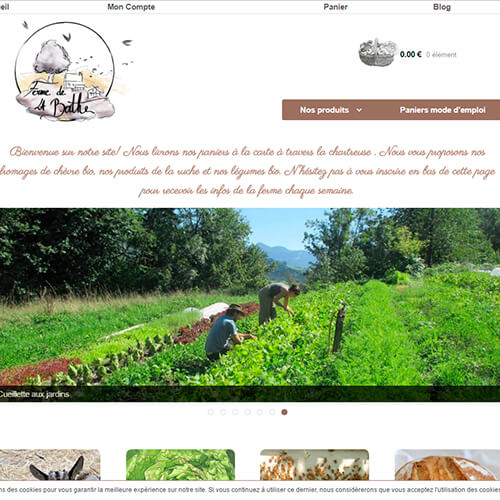 eil Mon Compte Panier Blog
Ferme de la Bâthe
0.00 € 0 élement
Nos produits Paniers mode d'emploi
Bienvenue sur notre site! Nous livrons nos paniers à la carte à travers la chartreuse . Nous vous proposons nos
fromages de chèvre bio, nos produits de la ruche et nos légumes bio. N'hésitez pas à vous inscrire en bas de cette page
pour recevoir les infos de la ferme chaque semaine.
Cueillette aux jardins
ns des cookies pour vous garantir la meilleure expérience sur notre site. Si vous continuez à utiliser ce dernier, nous considérerons que vous acceptez l'utilisation des cookie